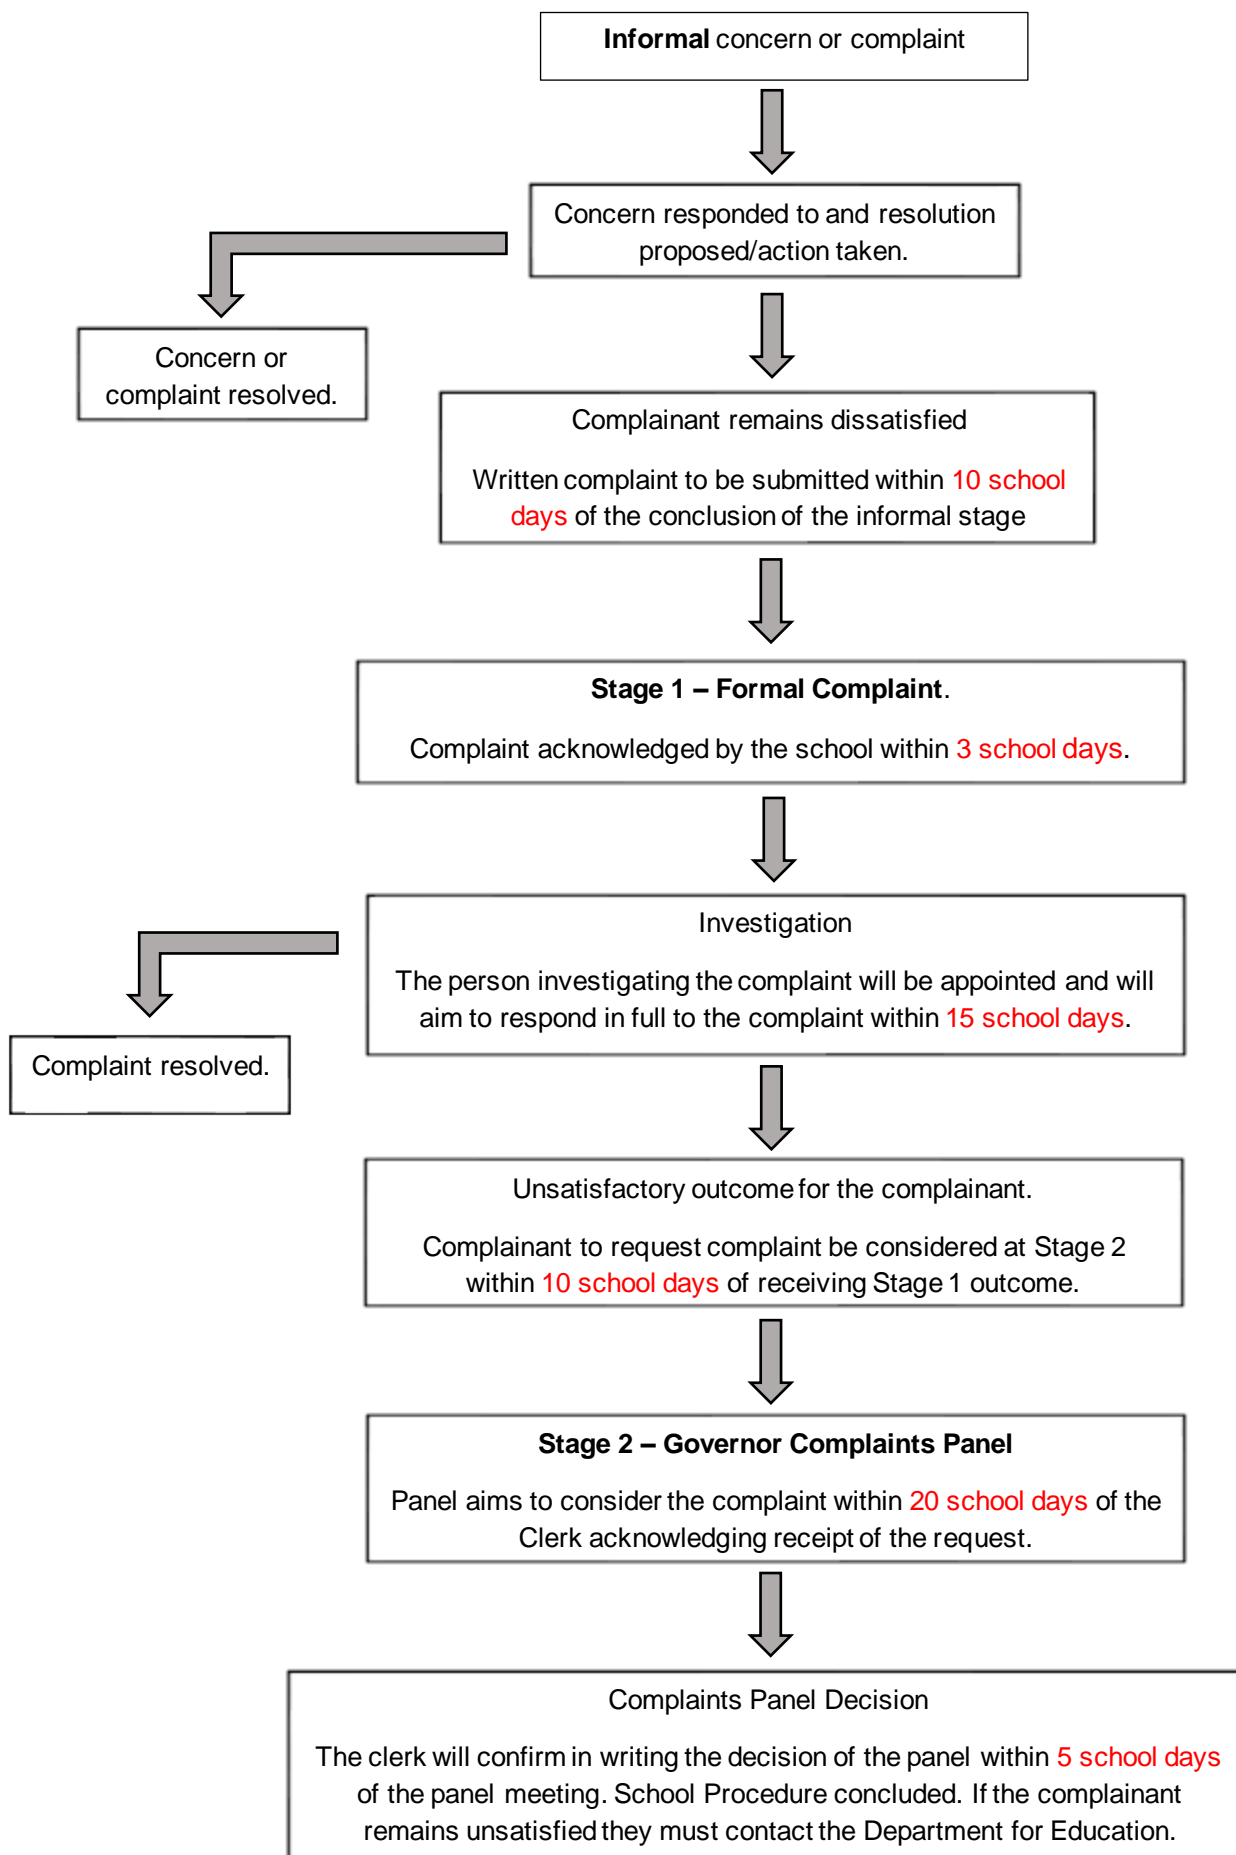 Informal concern or complaint
Concern responded to and resolution
proposed/action taken.
Concern or
complaint resolved.
Complainant remains dissatisfied
Written complaint to be submitted within 10 school
days of the conclusion of the informal stage
Stage 1 – Formal Complaint.
Complaint acknowledged by the school within 3 school days.
Investigation
The person investigating the complaint will be appointed and will
aim to respond in full to the complaint within 15 school days.
Complaint resolved.
Unsatisfactory outcome for the complainant.
Complainant to request complaint be considered at Stage 2
within 10 school days of receiving Stage 1 outcome.
Stage 2 – Governor Complaints Panel
Panel aims to consider the complaint within 20 school days of the
Clerk acknowledging receipt of the request.
Complaints Panel Decision
The clerk will confirm in writing the decision of the panel within 5 school days
of the panel meeting. School Procedure concluded. If the complainant
remains unsatisfied they must contact the Department for Education.